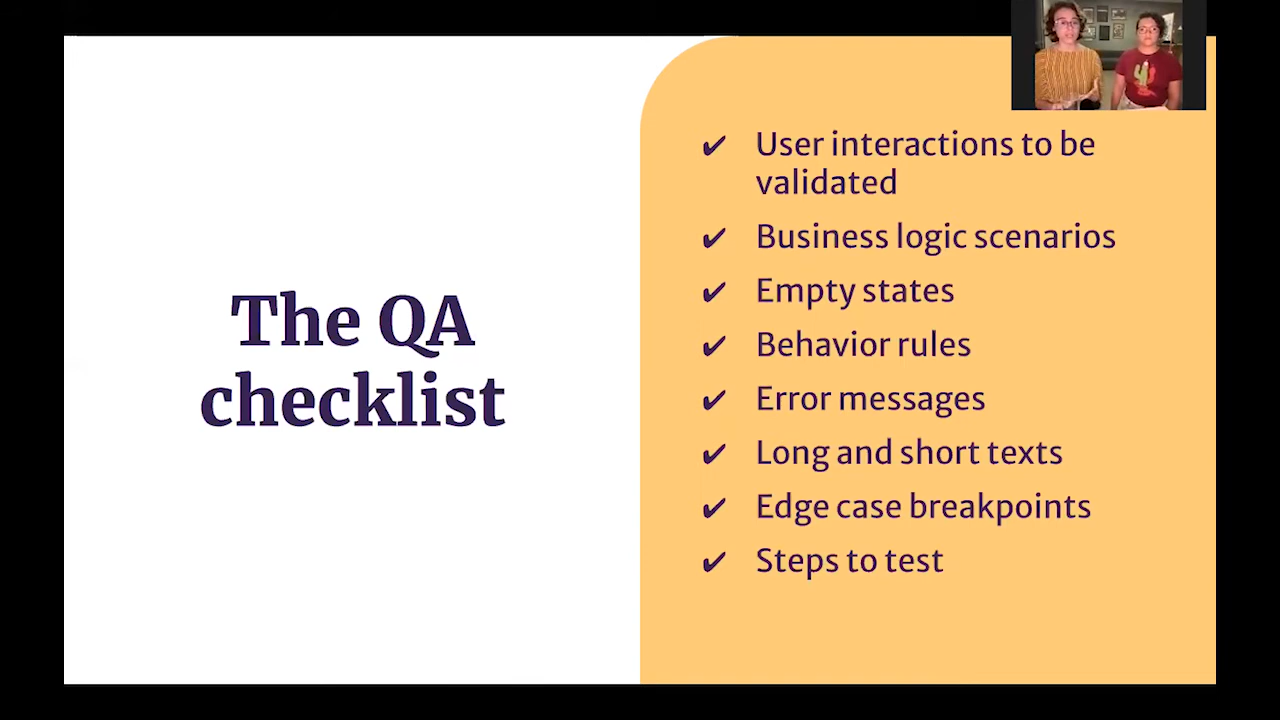 The QA
checklist
✔ User interactions to be
validated
✔ Business logic scenarios
✔ Empty states
✔ Behavior rules
✔ Error messages
✔ Long and short texts
✔ Edge case breakpoints
✔ Steps to test